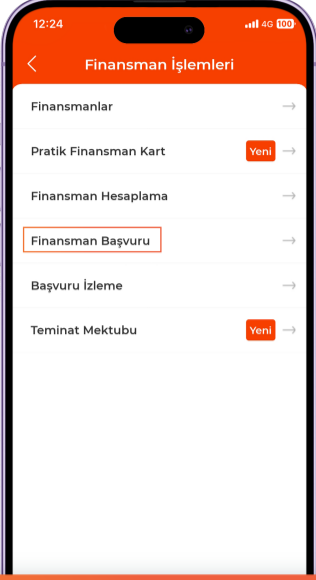 12:24
4G 100
Finansman İşlemleri
Finansmanlar
Pratik Finansman Kart Yeni
Finansman Hesaplama
Finansman Başvuru
Başvuru İzleme
Teminat Mektubu Yeni